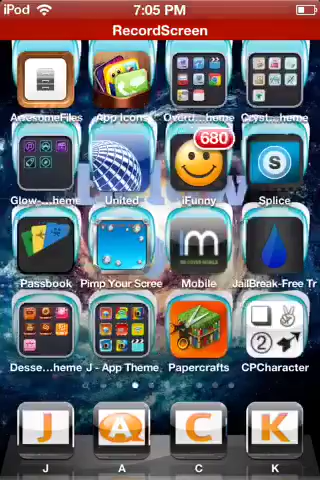 iPod 7:05 PM
RecordScreen
AwesomeFiles App Icons Overd...heme Cryst...heme
680
S
Glow-...heme United iFunny Splice
m
Passbook Pimp Your Scree Mobile JailBreak-Free Tr
2
Desse...heme J - App Theme Papercrafts CPCharacter
J A C K
J A C K